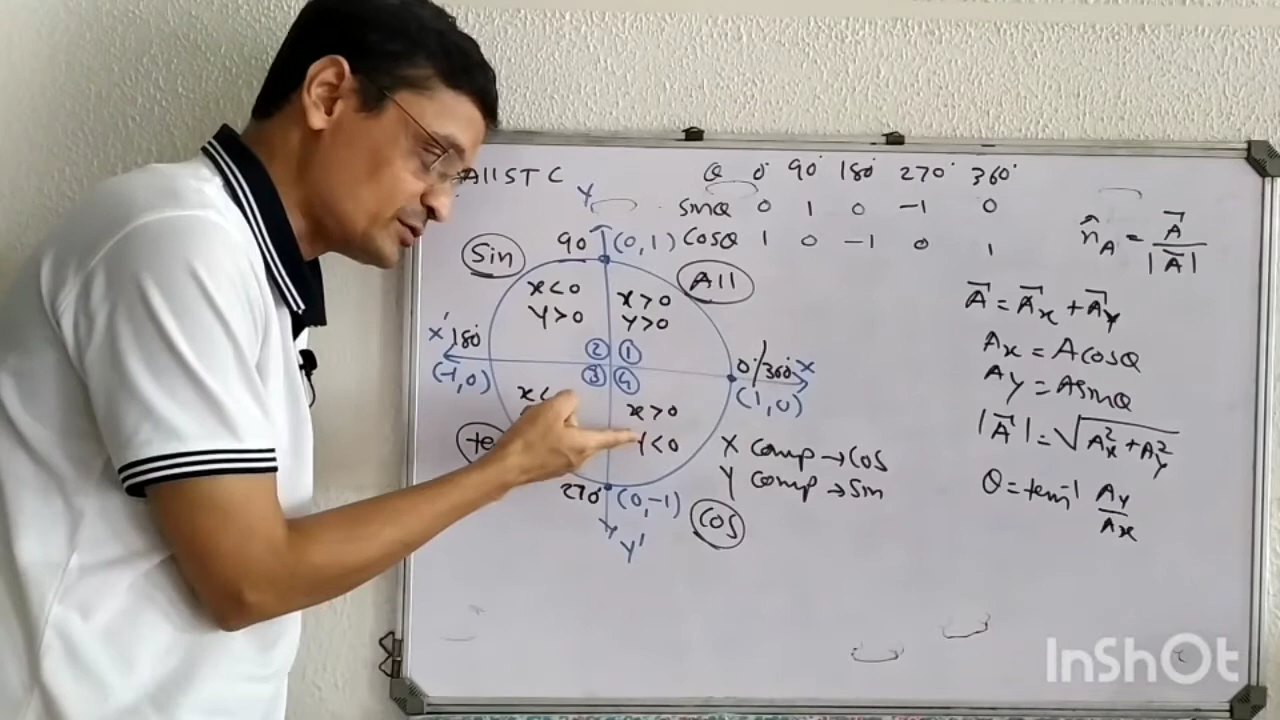 A11STC
θ 0° 90° 180° 270° 360°
sinθ 0 1 0 -1 0
cosθ 1 0 -1 0 1
Y
90 (0,1)
Sin
All
x<0
Y>0
x>0
Y>0
X' 180°
(-1,0)
② ①
③ ④
0°/360° X
(1,0)
x<
x>0
Y<0
te
270° (0,-1)
Y'
Cos
X comp → cos
Y comp → Sin
n̂A = A⃗/|A⃗|
A⃗ = A⃗x + A⃗y
Ax = A cosθ
Ay = A sinθ
|A⃗| = √Ax² + Ay²
θ = tan⁻¹ Ay/Ax
InShOt